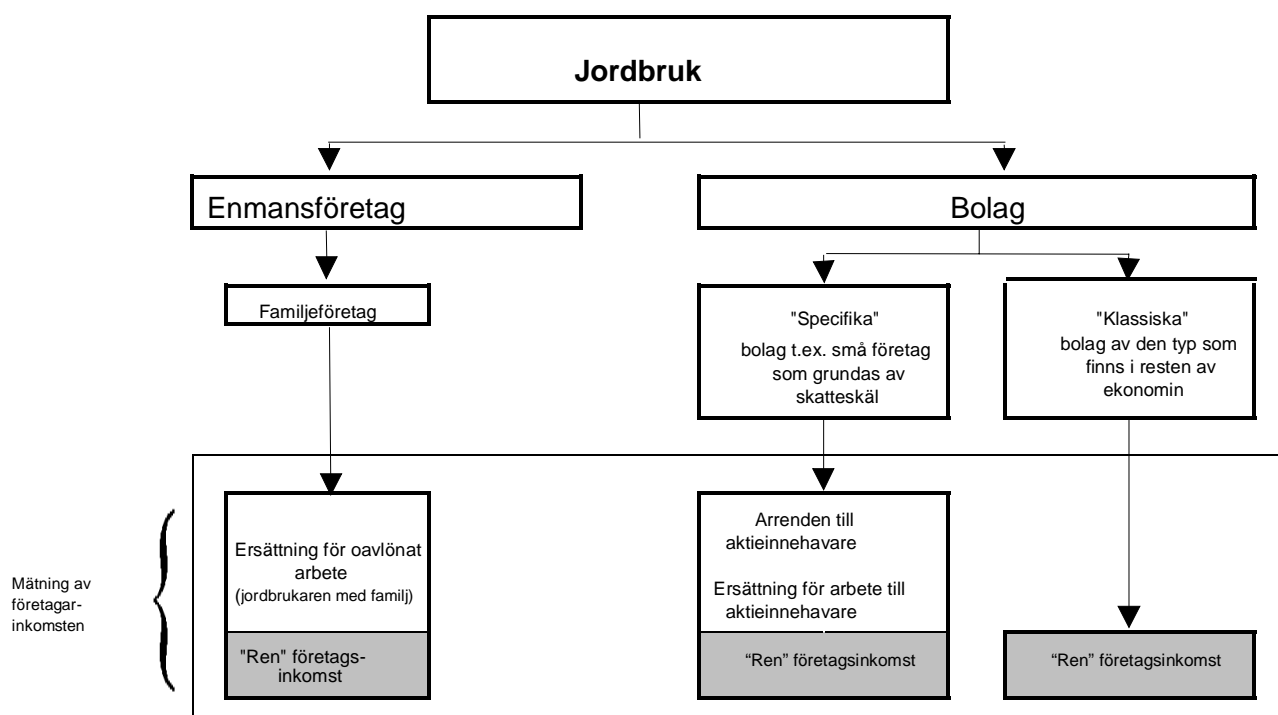 Jordbruk
Enmansföretag
Bolag
Familjeföretag
"Specifika"
bolag t.ex. små företag
som grundas av
skatteskäl
"Klassiska"
bolag av den typ som
finns i resten av
ekonomin
Mätning av
företagar-
inkomsten
Ersättning för oavlönat
arbete
(jordbrukaren med familj)
"Ren" företags-
inkomst
Arrenden till
aktieinnehavare
Ersättning för arbete till
aktieinnehavare
“Ren” företagsinkomst
“Ren” företagsinkomst